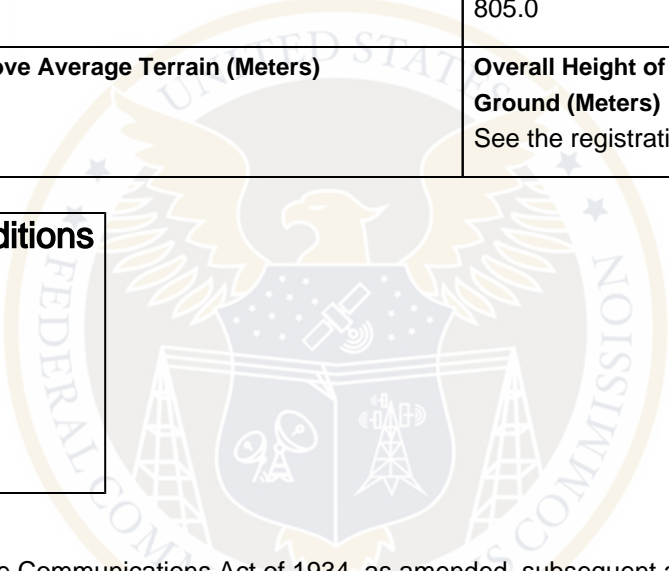 805.0
ove Average Terrain (Meters)
Overall Height of
Ground (Meters)
See the registrati
ditions
UNITED STATES
FEDERAL COMMUNICATIONS COMMISSION
e Communications Act of 1934, as amended, subsequent a